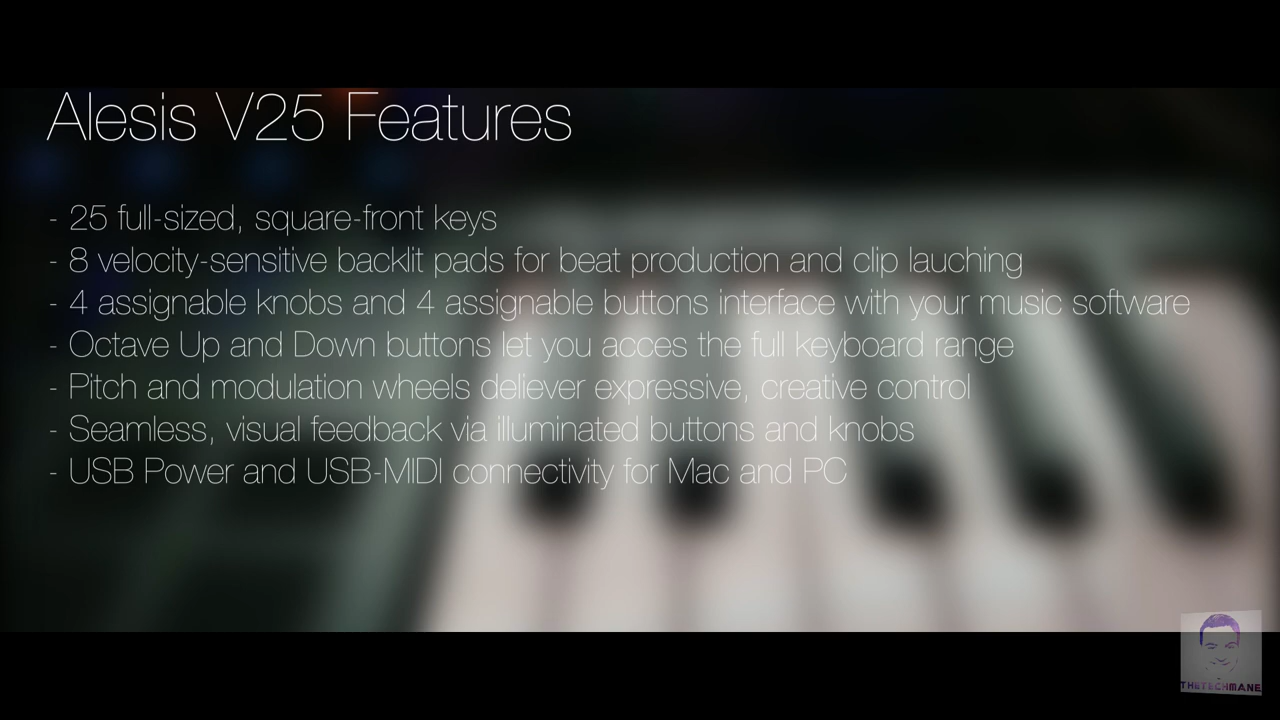 Alesis V25 Features
- 25 full-sized, square-front keys
- 8 velocity-sensitive backlit pads for beat production and clip lauching
- 4 assignable knobs and 4 assignable buttons interface with your music software
- Octave Up and Down buttons let you acces the full keyboard range
- Pitch and modulation wheels deliever expressive, creative control
- Seamless, visual feedback via illuminated buttons and knobs
- USB Power and USB-MIDI connectivity for Mac and PC
THETECHMANE